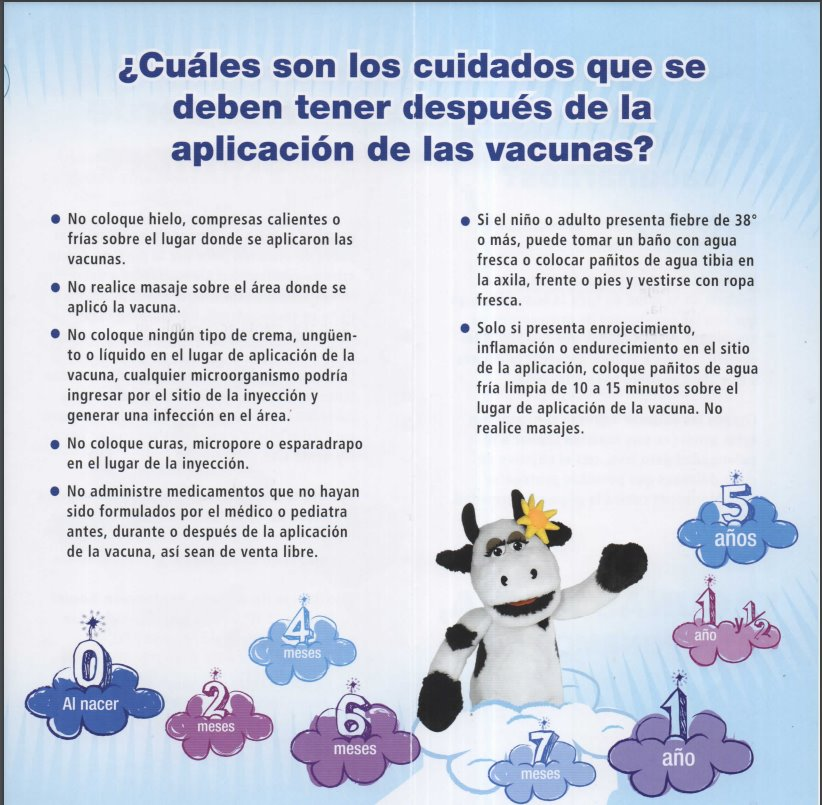 ¿Cuáles son los cuidados que se
deben tener después de la
aplicación de las vacunas?
● No coloque hielo, compresas calientes o
frías sobre el lugar donde se aplicaron las
vacunas.
● No realice masaje sobre el área donde se
aplicó la vacuna.
● No coloque ningún tipo de crema, ungüen-
to o líquido en el lugar de aplicación de la
vacuna, cualquier microorganismo podría
ingresar por el sitio de la inyección y
generar una infección en el área.
● No coloque curas, micropore o esparadrapo
en el lugar de la inyección.
● No administre medicamentos que no hayan
sido formulados por el médico o pediatra
antes, durante o después de la aplicación
de la vacuna, así sean de venta libre.
● Si el niño o adulto presenta fiebre de 38°
o más, puede tomar un baño con agua
fresca o colocar pañitos de agua tibia en
la axila, frente o pies y vestirse con ropa
fresca.
● Solo si presenta enrojecimiento,
inflamación o endurecimiento en el sitio
de la aplicación, coloque pañitos de agua
fría limpia de 10 a 15 minutos sobre el
lugar de aplicación de la vacuna. No
realice masajes.
0
Al nacer
2
meses
4
meses
6
meses
7
meses
1
año
1 y 1/2
año
5
años